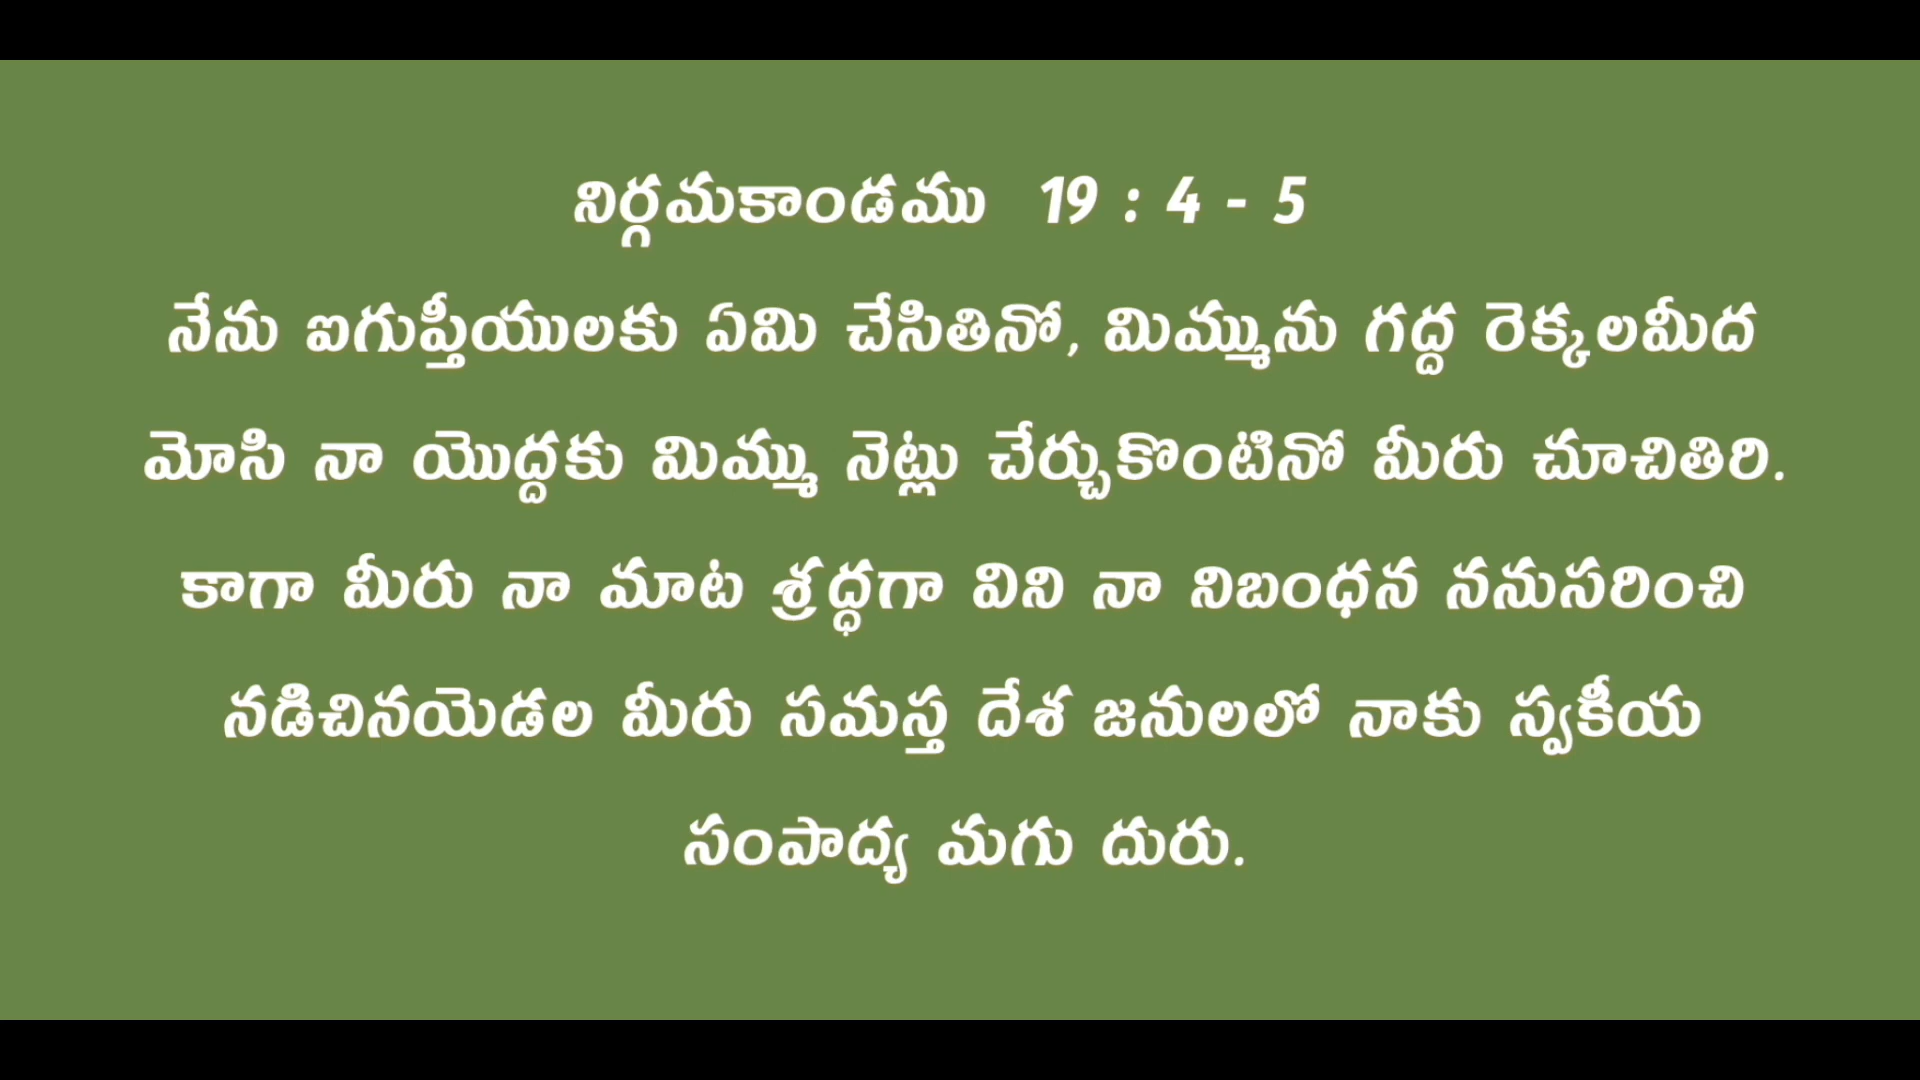 నిర్గమకాండము 19 : 4 - 5
నేను ఐగుప్తీయులకు ఏమి చేసితినో, మిమ్మును గద్ద రెక్కలమీద
మోసి నా యొద్దకు మిమ్ము నెట్లు చేర్చుకొంటినో మీరు చూచితిరి.
కాగా మీరు నా మాట శ్రద్ధగా విని నా నిబంధన ననుసరించి
నడిచినయెడల మీరు సమస్త దేశ జనులలో నాకు స్వకీయ
సంపాద్య మగు దురు.